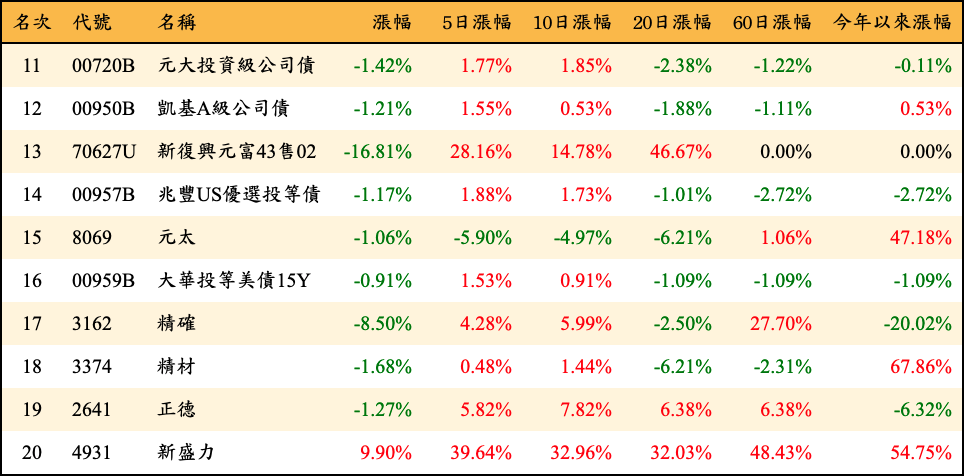 名次 代號 名稱 漲幅 5日漲幅 10日漲幅 20日漲幅 60日漲幅 今年以來漲幅
11 00720B 元大投資級公司債 -1.42% 1.77% 1.85% -2.38% -1.22% -0.11%
12 00950B 凱基A級公司債 -1.21% 1.55% 0.53% -1.88% -1.11% 0.53%
13 70627U 新復興元富43售02 -16.81% 28.16% 14.78% 46.67% 0.00% 0.00%
14 00957B 兆豐US優選投等債 -1.17% 1.88% 1.73% -1.01% -2.72% -2.72%
15 8069 元太 -1.06% -5.90% -4.97% -6.21% 1.06% 47.18%
16 00959B 大華投等美債15Y -0.91% 1.53% 0.91% -1.09% -1.09% -1.09%
17 3162 精確 -8.50% 4.28% 5.99% -2.50% 27.70% -20.02%
18 3374 精材 -1.68% 0.48% 1.44% -6.21% -2.31% 67.86%
19 2641 正德 -1.27% 5.82% 7.82% 6.38% 6.38% -6.32%
20 4931 新盛力 9.90% 39.64% 32.96% 32.03% 48.43% 54.75%